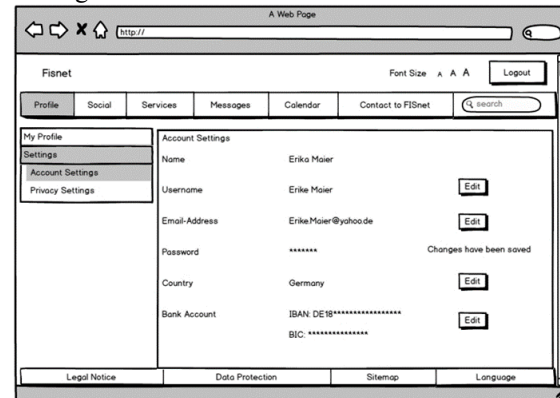 A Web Page
http://
Fisnet
Font Size A A A Logout
Profile Social Services Messages Calendar Contact to FISnet search
My Profile
Settings
Account Settings
Privacy Settings
Account Settings
Name Erika Maier
Username Erike Maier Edit
Email-Address Erike.Maier@yahoo.de Edit
Password ******* Changes have been saved
Country Germany Edit
Bank Account IBAN: DE18***************** Edit
BIC: ***************
Legal Notice Data Protection Sitemap Language